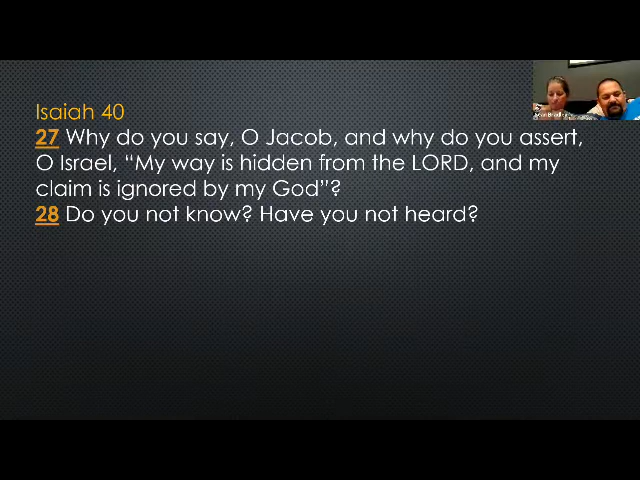 Isaiah 40
27 Why do you say, O Jacob, and why do you assert,
O Israel, “My way is hidden from the LORD, and my
claim is ignored by my God”?
28 Do you not know? Have you not heard?